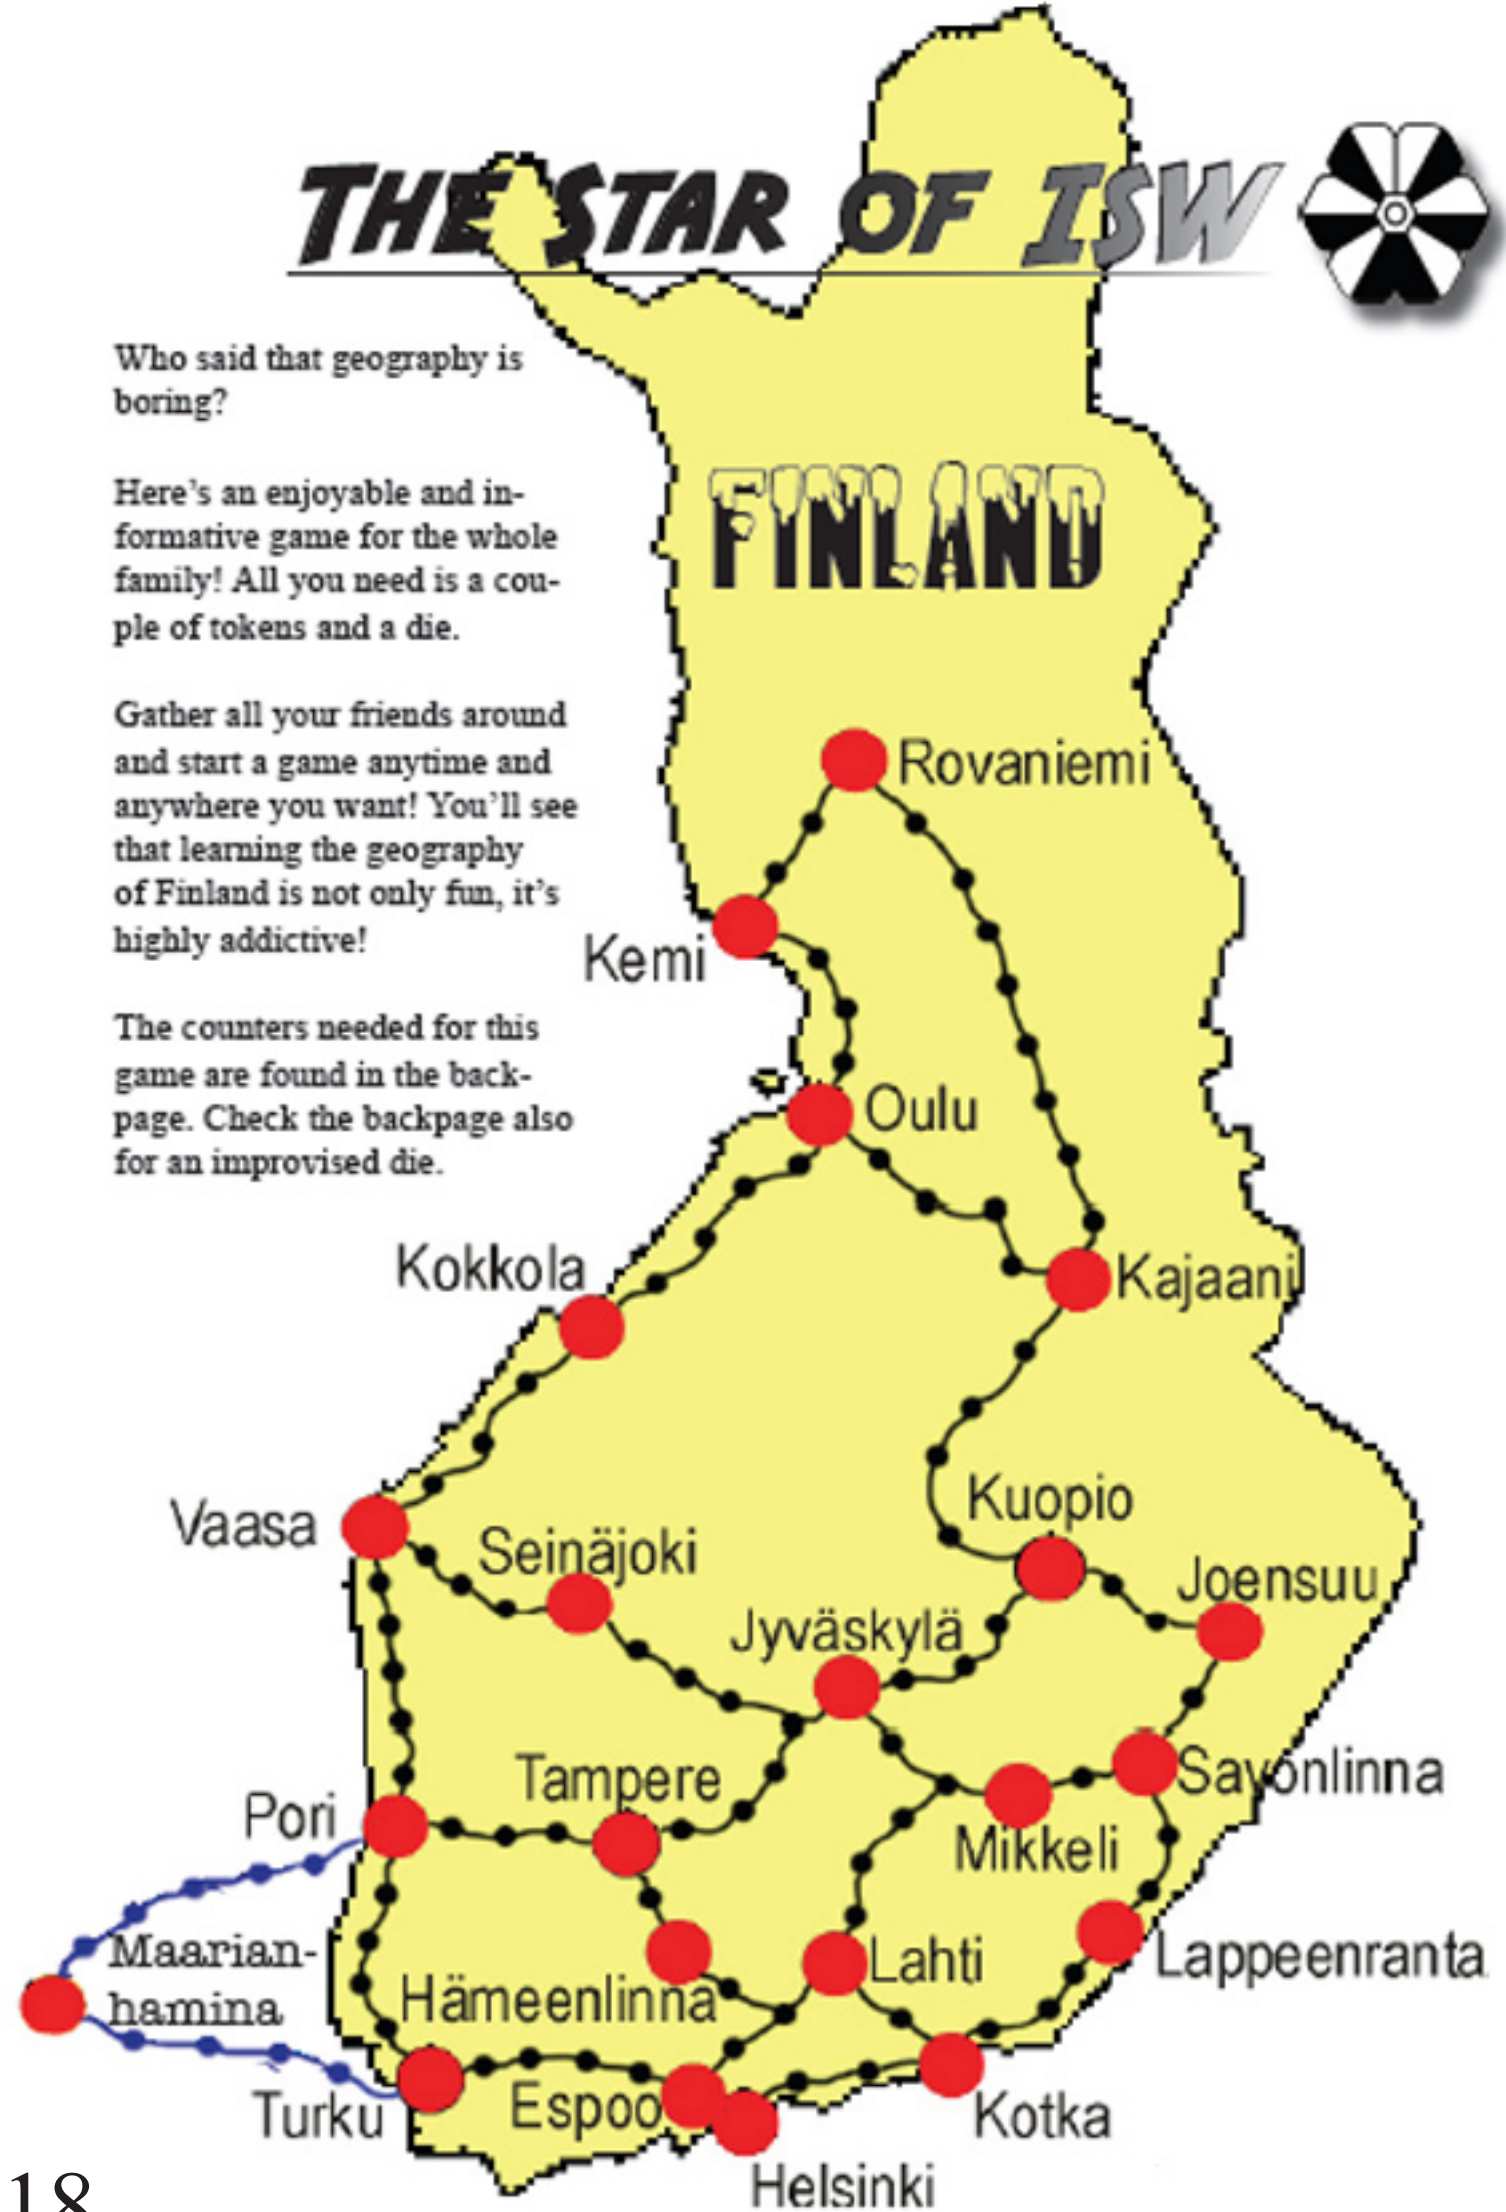 THE STAR OF ISW
Who said that geography is
boring?
Here's an enjoyable and in-
formative game for the whole
family! All you need is a cou-
ple of tokens and a die.
Gather all your friends around
and start a game anytime and
anywhere you want! You'll see
that learning the geography
of Finland is not only fun, it's
highly addictive!
The counters needed for this
game are found in the back-
page. Check the backpage also
for an improvised die.
FINLAND
Rovaniemi
Kemi
Oulu
Kokkola
Kajaani
Kuopio
Vaasa
Seinäjoki
Joensuu
Jyväskylä
Tampere
Savonlinna
Pori
Mikkeli
Maarian-
hamina
Hämeenlinna
Lahti
Lappeenranta
Turku
Espoo
Kotka
Helsinki
18